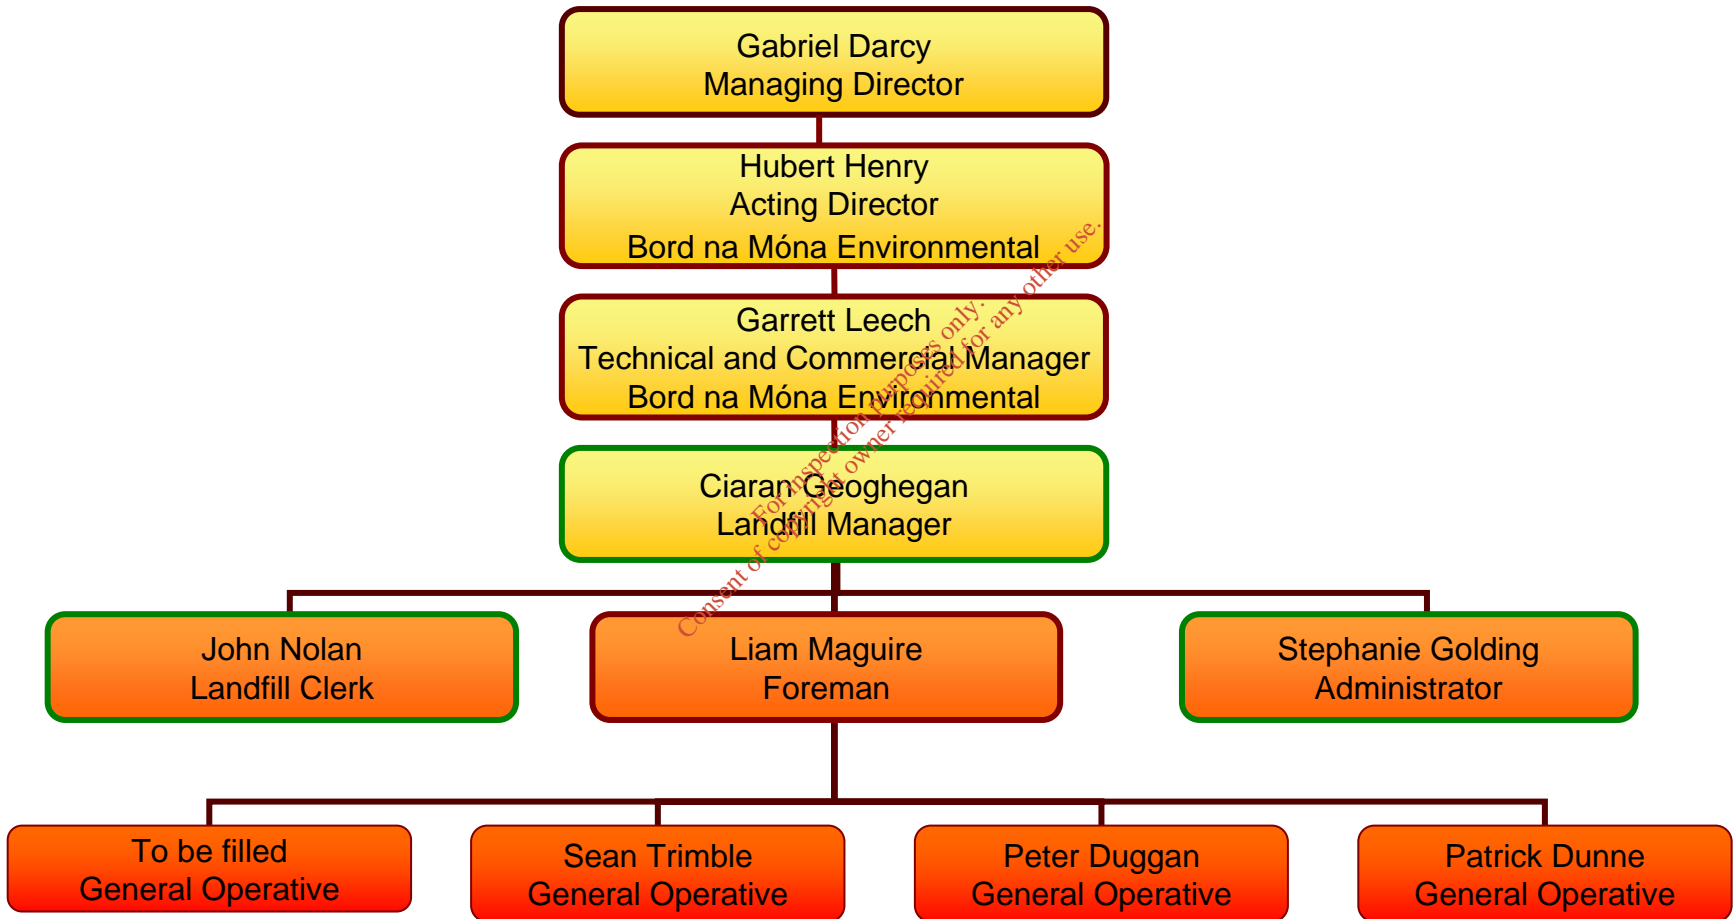 Gabriel Darcy
Managing Director
Hubert Henry
Acting Director
Bord na Móna Environmental
Garrett Leech
Technical and Commercial Manager
Bord na Móna Environmental
Ciaran Geoghegan
Landfill Manager
For inspection purposes only.
Consent of copyright owner required for any other use.
John Nolan
Landfill Clerk
Liam Maguire
Foreman
Stephanie Golding
Administrator
To be filled
General Operative
Sean Trimble
General Operative
Peter Duggan
General Operative
Patrick Dunne
General Operative